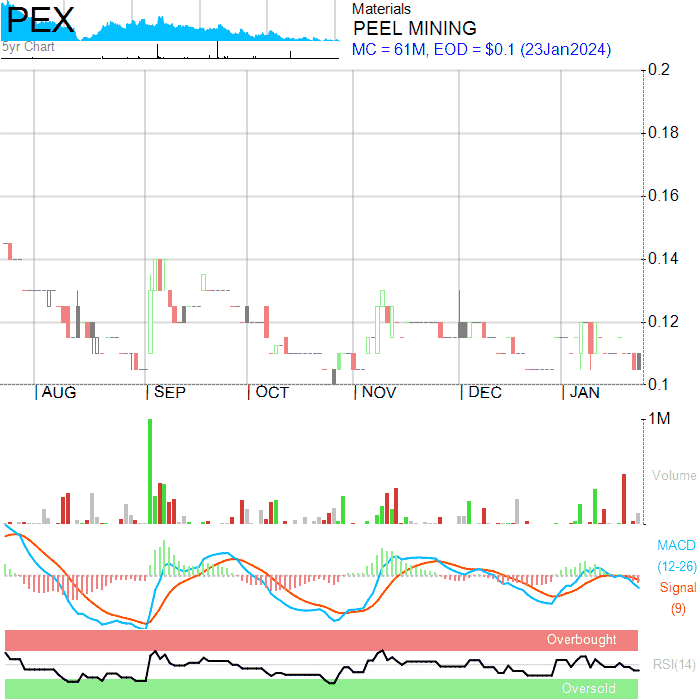 PEX
5yr Chart
Materials
PEEL MINING
MC = 61M, EOD = $0.1 (23Jan2024)
0.2
0.18
0.16
0.14
0.12
0.1
AUG SEP OCT NOV DEC JAN
1M
Volume
MACD
(12-26)
Signal
(9)
Overbought
RSI(14)
Oversold